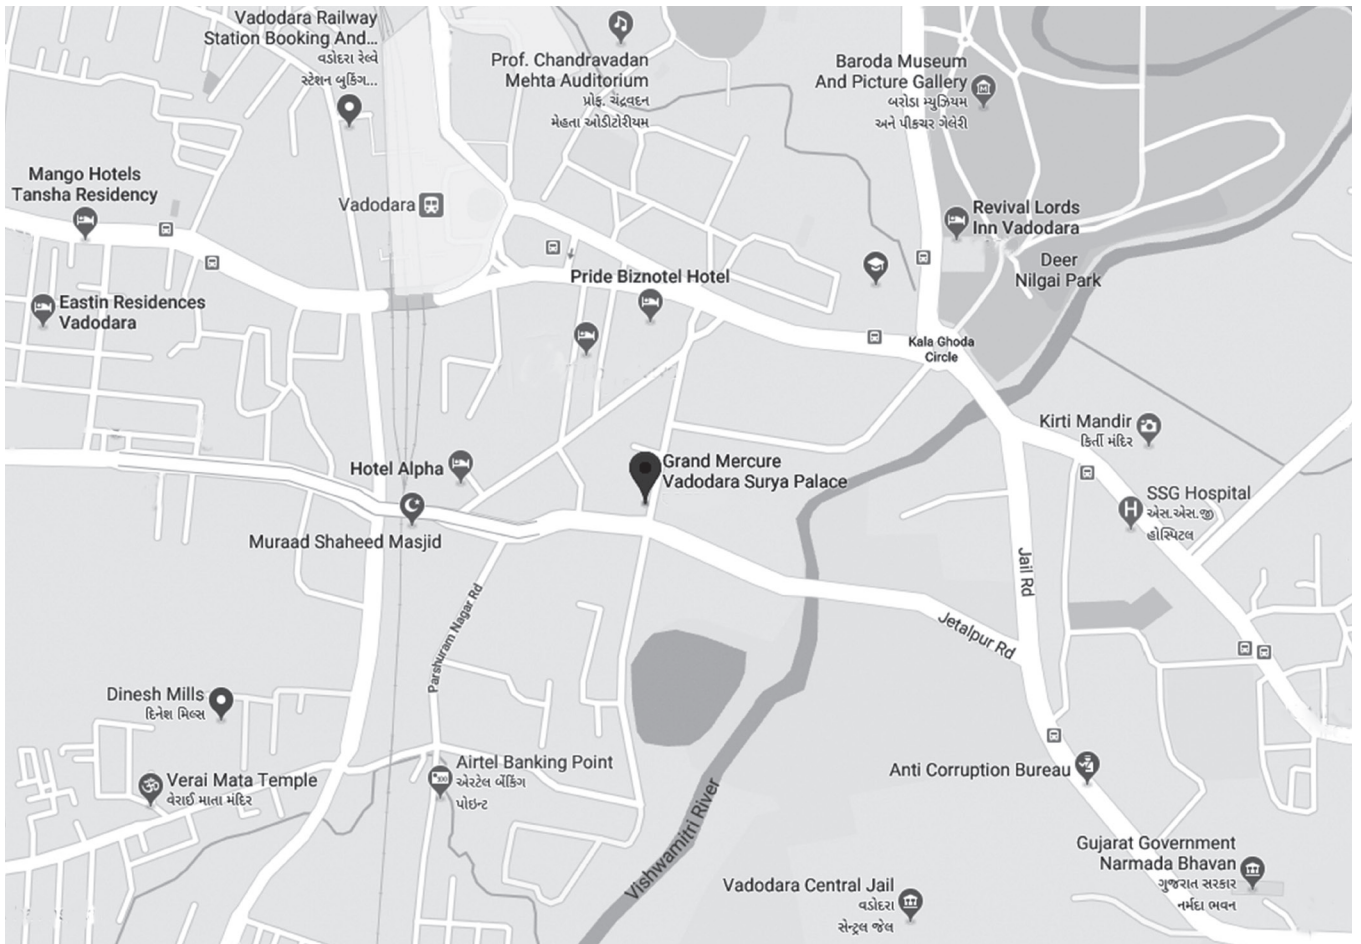 Vadodara Railway
Station Booking And...
વડોદરા રેલ્વે
સ્ટેશન બુકિંગ...
Prof. Chandravadan
Mehta Auditorium
પ્રોફ. ચંદ્રવદન
મેહતા ઓડીટોરીયમ
Baroda Museum
And Picture Gallery
બરોડા મ્યુઝિયમ
અને પીકચર ગેલેરી
Mango Hotels
Tansha Residency
Vadodara
Revival Lords
Inn Vadodara
Deer
Nilgai Park
Pride Biznotel Hotel
Eastin Residences
Vadodara
Kala Ghoda
Circle
Kirti Mandir
કિર્તી મંદિર
Hotel Alpha
Grand Mercure
Vadodara Surya Palace
SSG Hospital
એસ.એસ.જી
હોસ્પિટલ
H
Muraad Shaheed Masjid
Jail Rd
Parshuram Nagar Rd
Jetalpur Rd
Dinesh Mills
દિનેશ મિલ્સ
Airtel Banking Point
એરટેલ બેંકિંગ
પોઇન્ટ
Verai Mata Temple
વેરાઈ માતા મંદિર
ૐ
Anti Corruption Bureau
Vishwamitri River
Gujarat Government
Narmada Bhavan
ગુજરાત સરકાર
નર્મદા ભવન
Vadodara Central Jail
વડોદરા
સેન્ટ્રલ જેલ